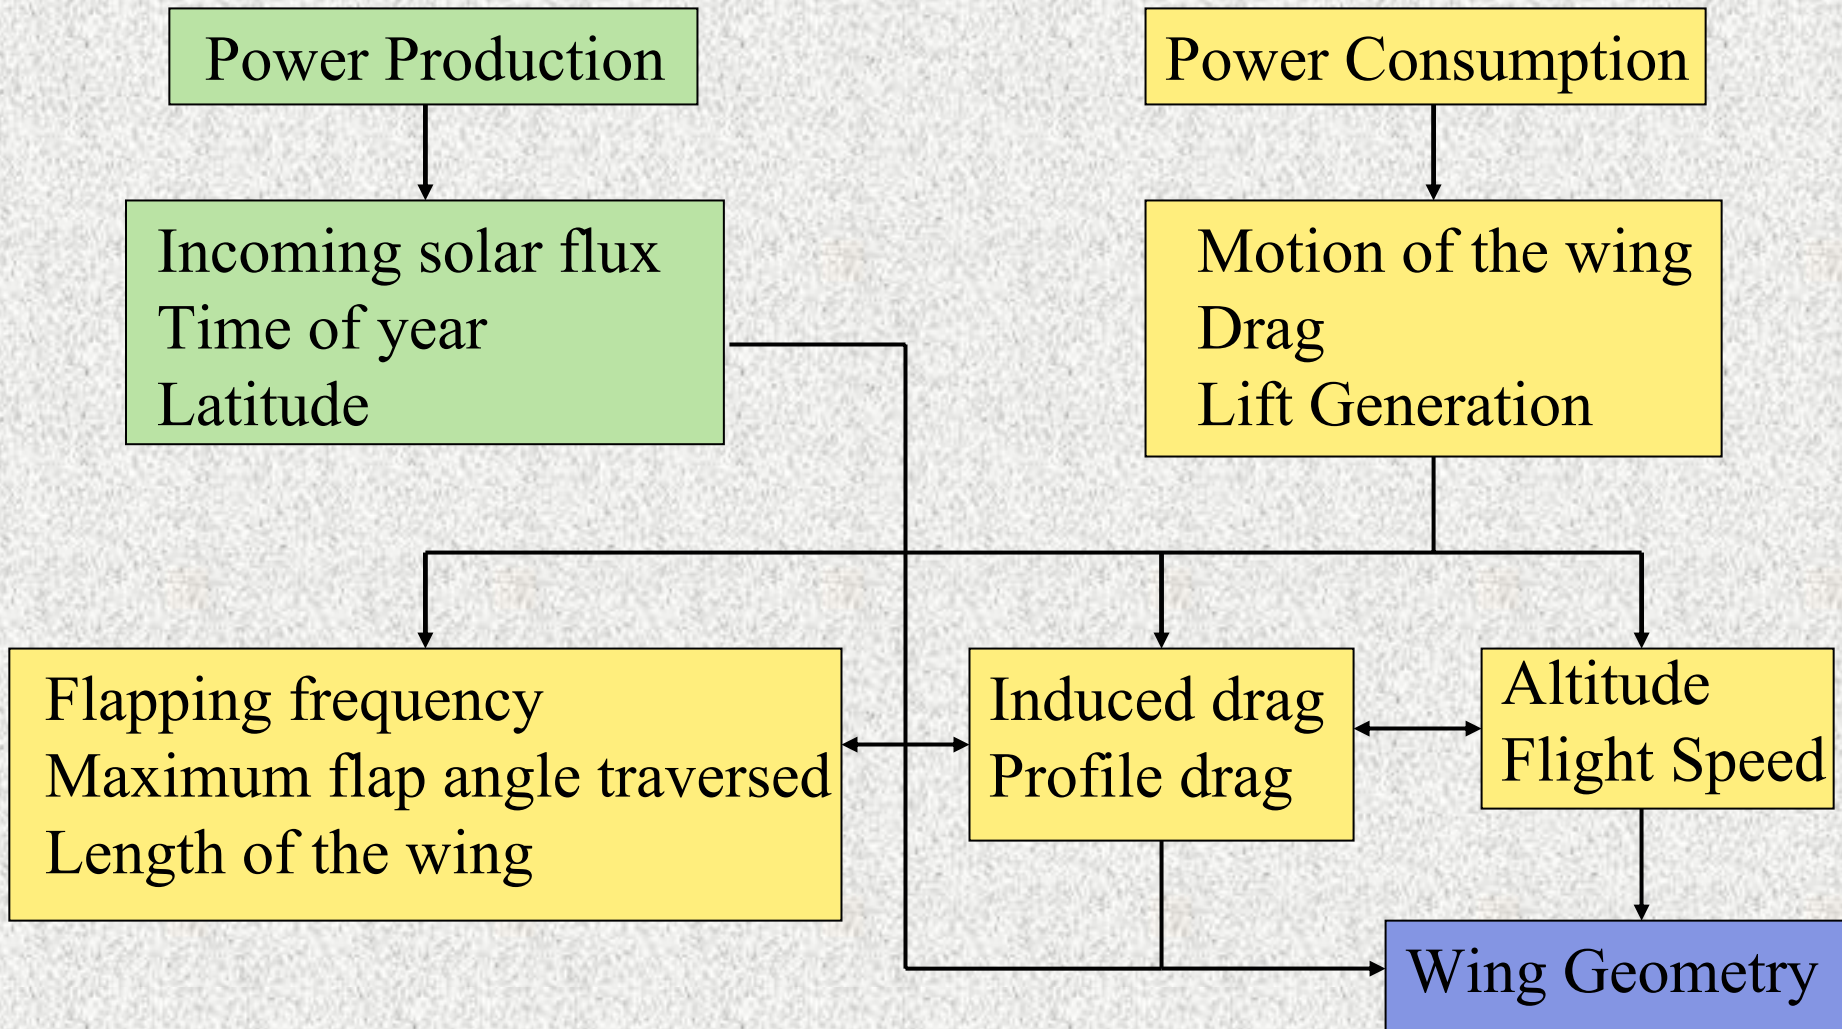 Power Production
Power Consumption
Incoming solar flux
Time of year
Latitude
Motion of the wing
Drag
Lift Generation
Flapping frequency
Maximum flap angle traversed
Length of the wing
Induced drag
Profile drag
Altitude
Flight Speed
Wing Geometry